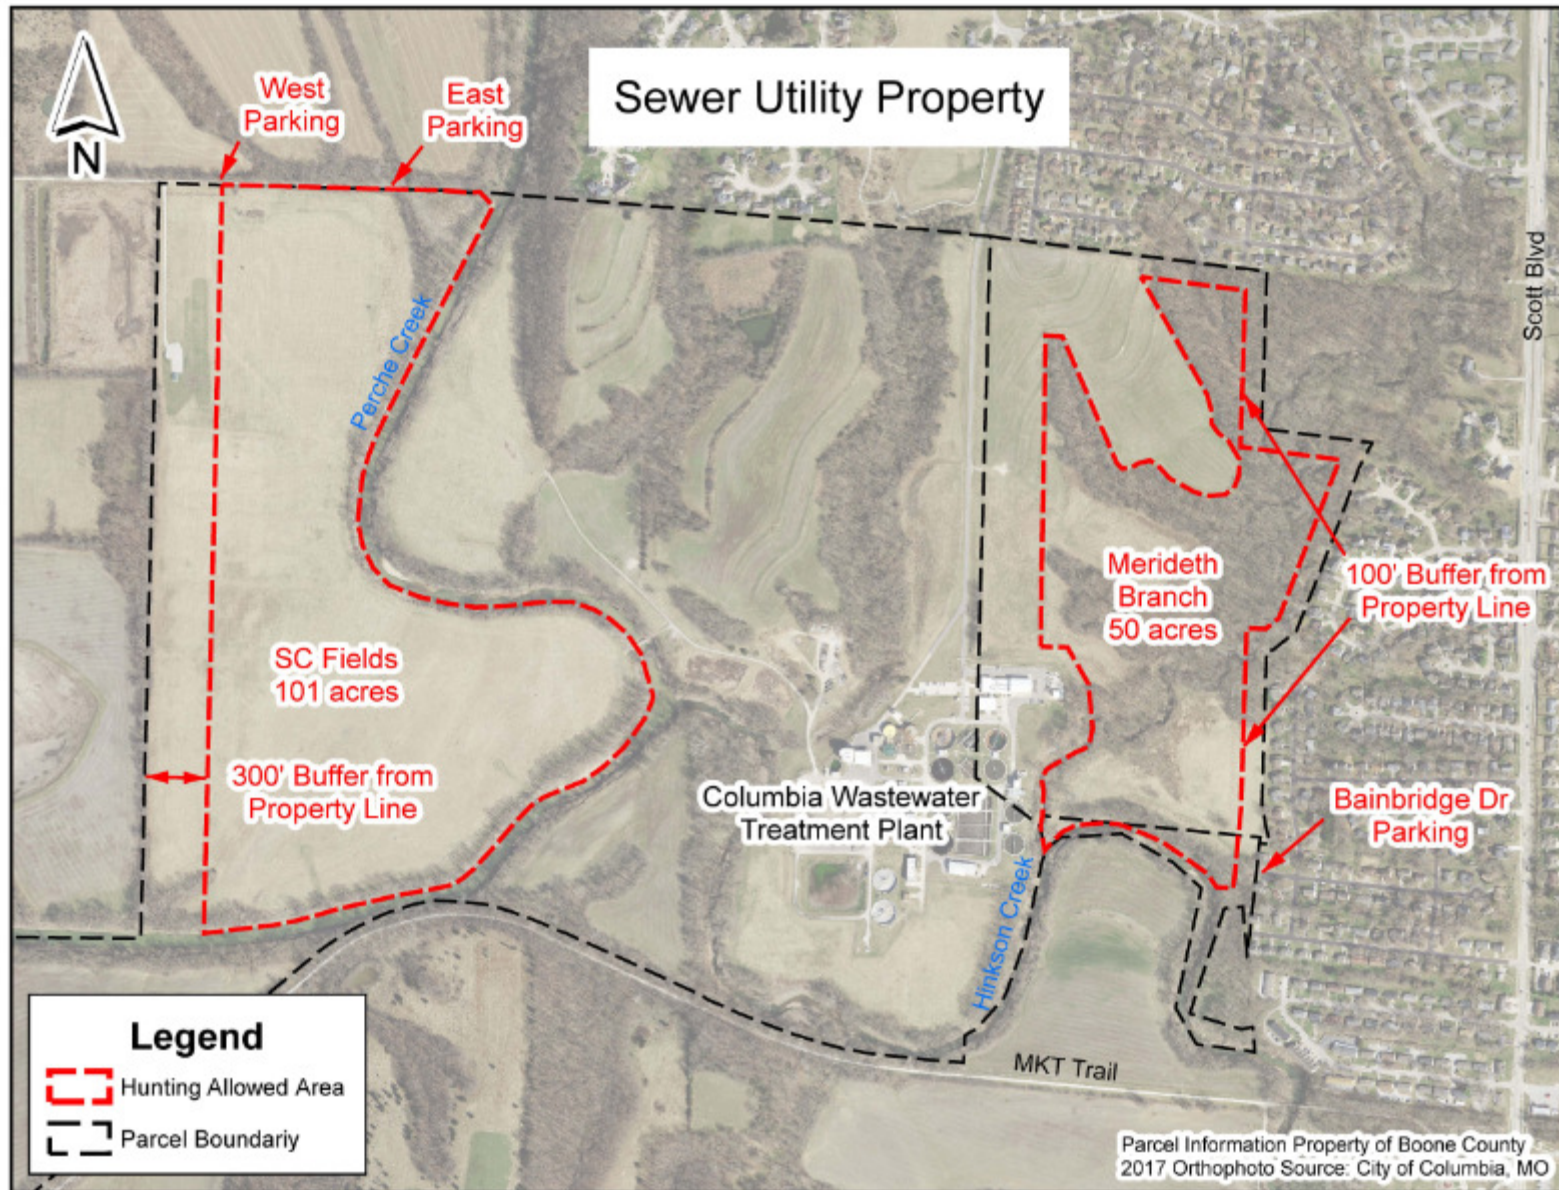 Sewer Utility Property
West
Parking
East
Parking
N
Scott Blvd
Perche Creek
Merideth
Branch
50 acres
100' Buffer from
Property Line
SC Fields
101 acres
300' Buffer from
Property Line
Columbia Wastewater
Treatment Plant
Bainbridge Dr
Parking
Hinkson Creek
MKT Trail
Legend
Hunting Allowed Area
Parcel Boundariy
Parcel Information Property of Boone County
2017 Orthophoto Source: City of Columbia, MO